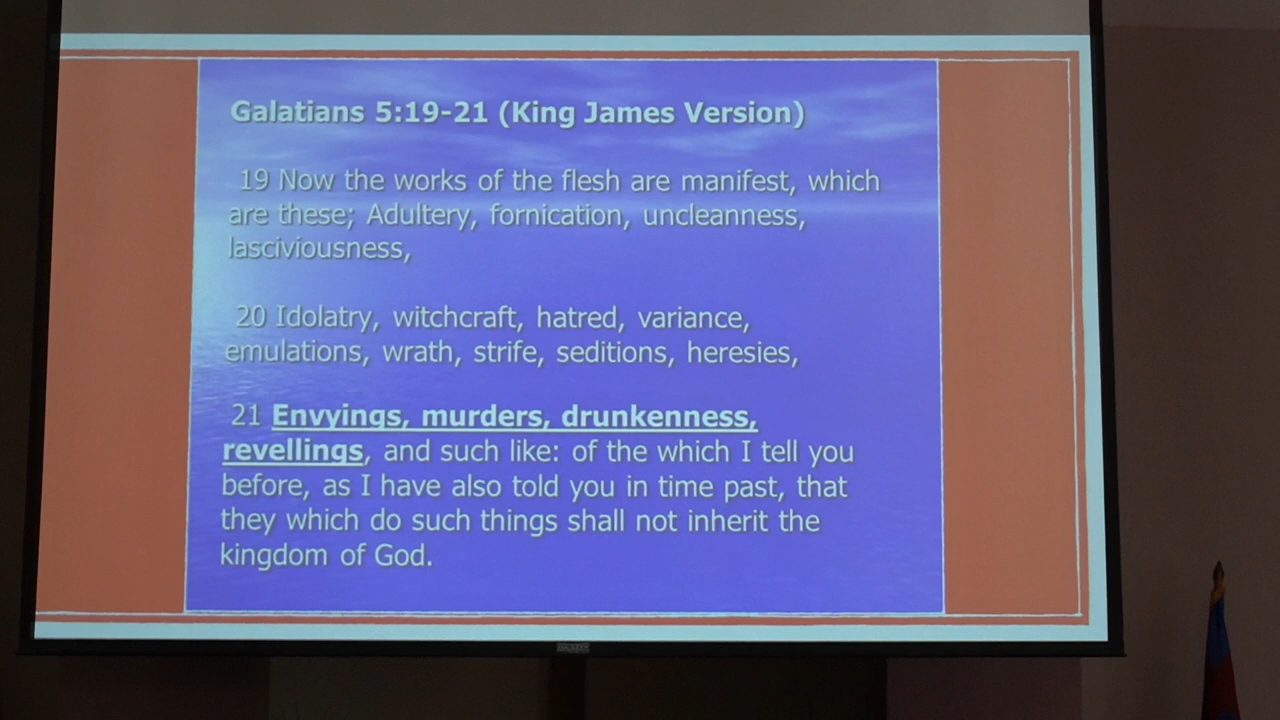 Galatians 5:19-21 (King James Version)
19 Now the works of the flesh are manifest, which
are these; Adultery, fornication, uncleanness,
lasciviousness,
20 Idolatry, witchcraft, hatred, variance,
emulations, wrath, strife, seditions, heresies,
21 Envyings, murders, drunkenness,
revellings, and such like: of the which I tell you
before, as I have also told you in time past, that
they which do such things shall not inherit the
kingdom of God.